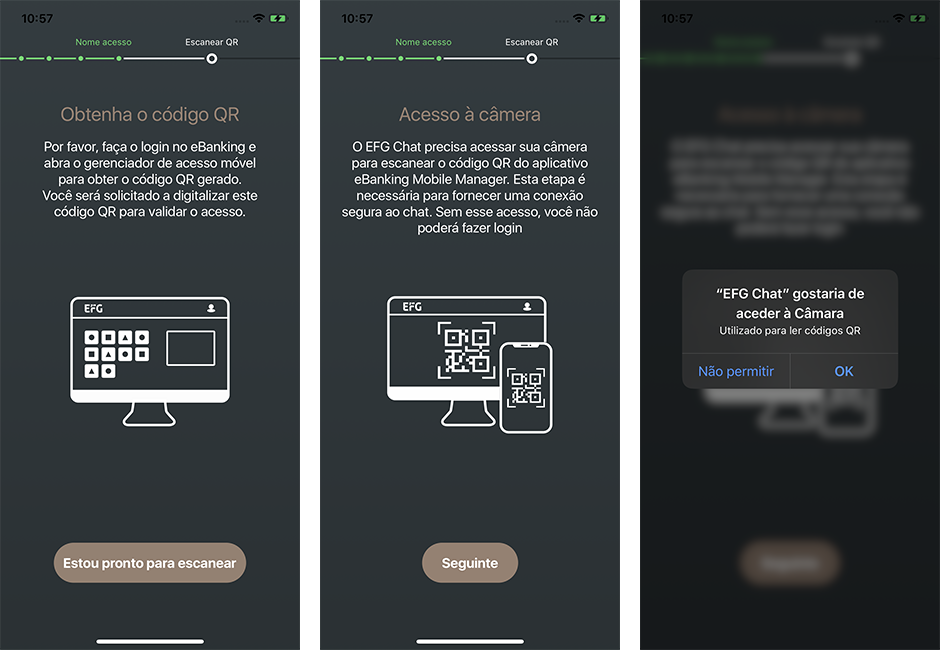 10:57
Nome acesso
Escanear QR
Obtenha o código QR
Por favor, faça o login no eBanking e
abra o gerenciador de acesso móvel
para obter o código QR gerado.
Você será solicitado a digitalizar este
código QR para validar o acesso.
EFG
Estou pronto para escanear
10:57
Nome acesso
Escanear QR
Acesso à câmera
O EFG Chat precisa acessar sua câmera
para escanear o código QR do aplicativo
eBanking Mobile Manager. Esta etapa é
necessária para fornecer uma conexão
segura ao chat. Sem esse acesso, você não
poderá fazer login
EFG
Seguinte
10:57
“EFG Chat” gostaria de
aceder à Câmara
Utilizado para ler códigos QR
Não permitir
OK